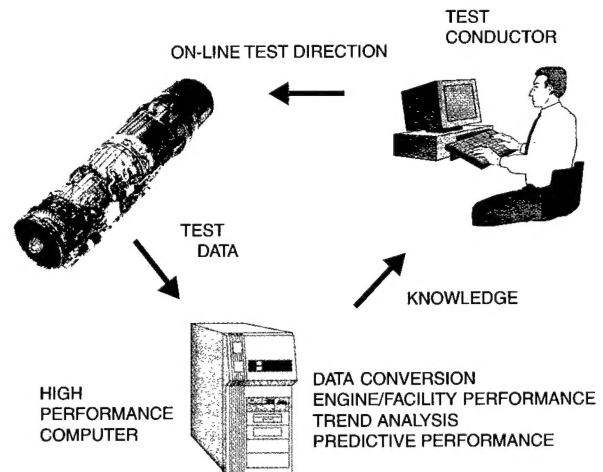 TEST
CONDUCTOR
ON-LINE TEST DIRECTION
TEST
DATA
KNOWLEDGE
HIGH
PERFORMANCE
COMPUTER
DATA CONVERSION
ENGINE/FACILITY PERFORMANCE
TREND ANALYSIS
PREDICTIVE PERFORMANCE